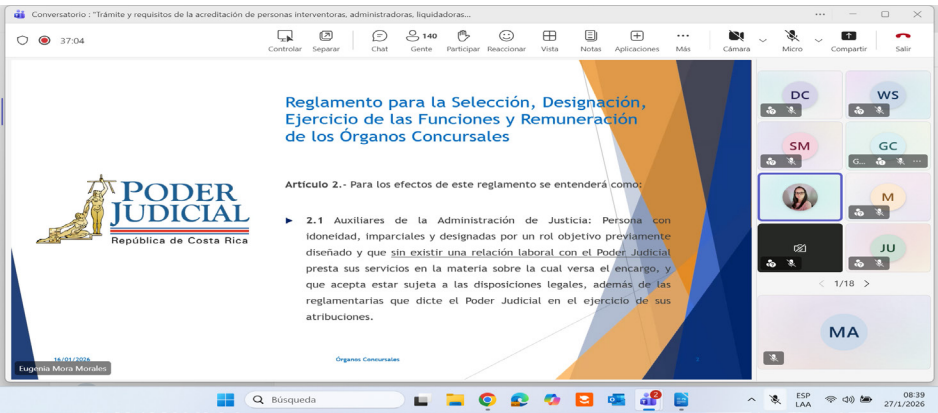 Conversatorio : "Trámite y requisitos de la acreditación de personas interventoras, administradoras, liquidadoras...
37:04
Controlar
Separar
Chat
140
Gente
Participar
Reaccionar
Vista
Notas
Aplicaciones
Más
Cámara
Micro
Compartir
Salir
Reglamento para la Selección, Designación,
Ejercicio de las Funciones y Remuneración
de los Órganos Concursales
PODER
JUDICIAL
República de Costa Rica
Artículo 2.- Para los efectos de este reglamento se entenderá como:
2.1 Auxiliares de la Administración de Justicia: Persona con
idoneidad, imparciales y designadas por un rol objetivo previamente
diseñado y que sin existir una relación laboral con el Poder Judicial
presta sus servicios en la materia sobre la cual versa el encargo, y
que acepta estar sujeta a las disposiciones legales, además de las
reglamentarias que dicte el Poder Judicial en el ejercicio de sus
atribuciones.
16/01/2026
Órganos Concursales
Eugenia Mora Morales
DC
WS
SM
GC
G...
M
JU
1/18
MA
Búsqueda
2
ESP
LAA
08:39
27/1/2026